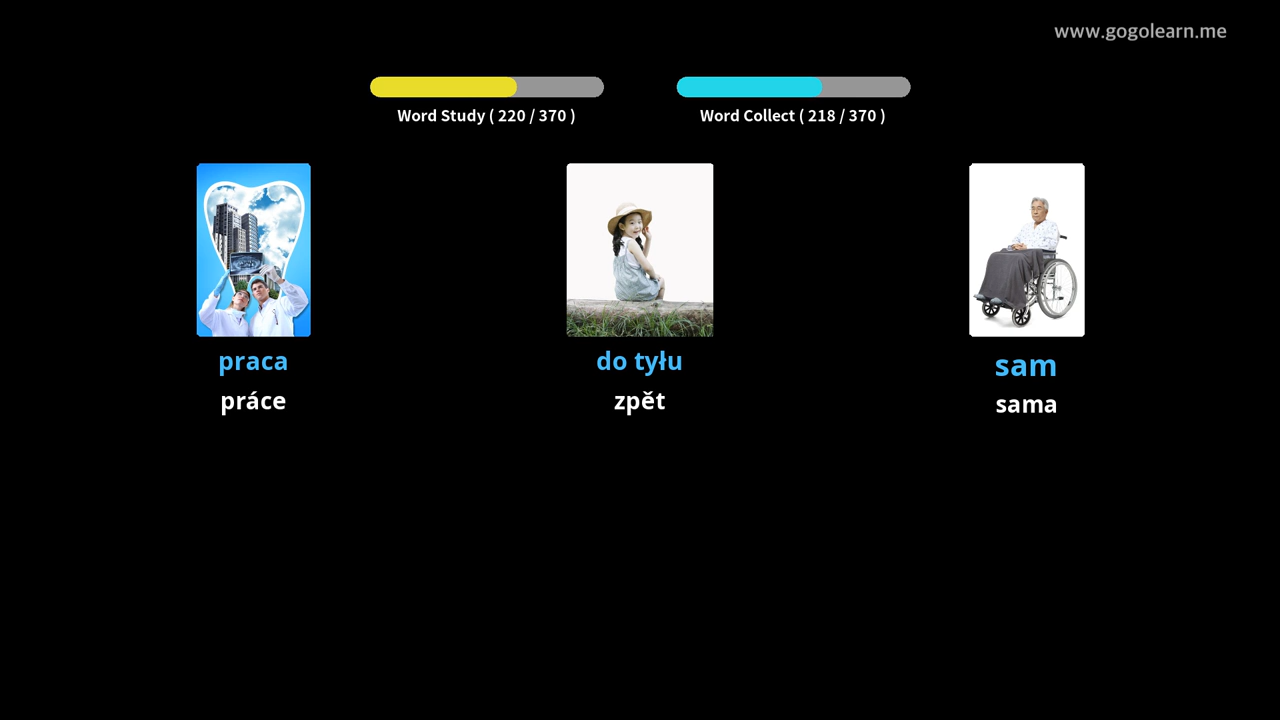 www.gogolearn.me
Word Study ( 220 / 370 )
Word Collect ( 218 / 370 )
praca
práce
do tyłu
zpět
sam
sama